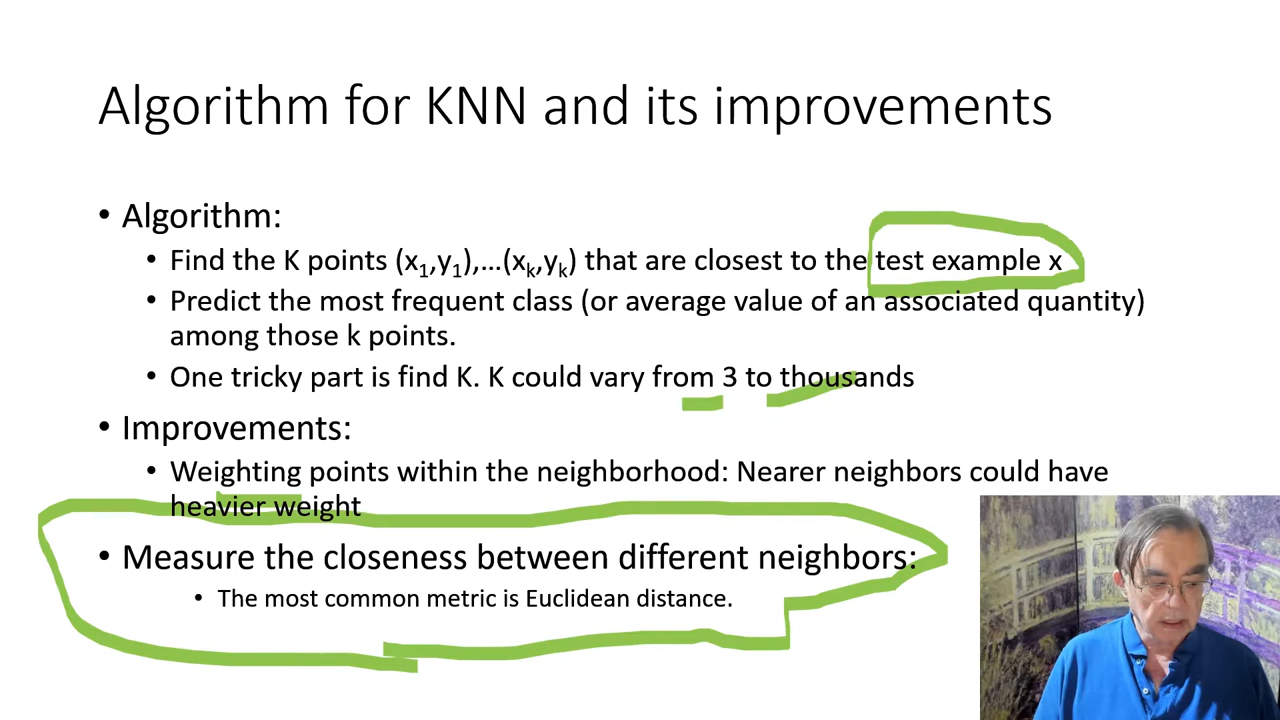 Algorithm for KNN and its improvements
• Algorithm:
• Find the K points (x₁,y₁),…(xₖ,yₖ) that are closest to the test example x
• Predict the most frequent class (or average value of an associated quantity)
among those k points.
• One tricky part is find K. K could vary from 3 to thousands
• Improvements:
• Weighting points within the neighborhood: Nearer neighbors could have
heavier weight
• Measure the closeness between different neighbors:
• The most common metric is Euclidean distance.